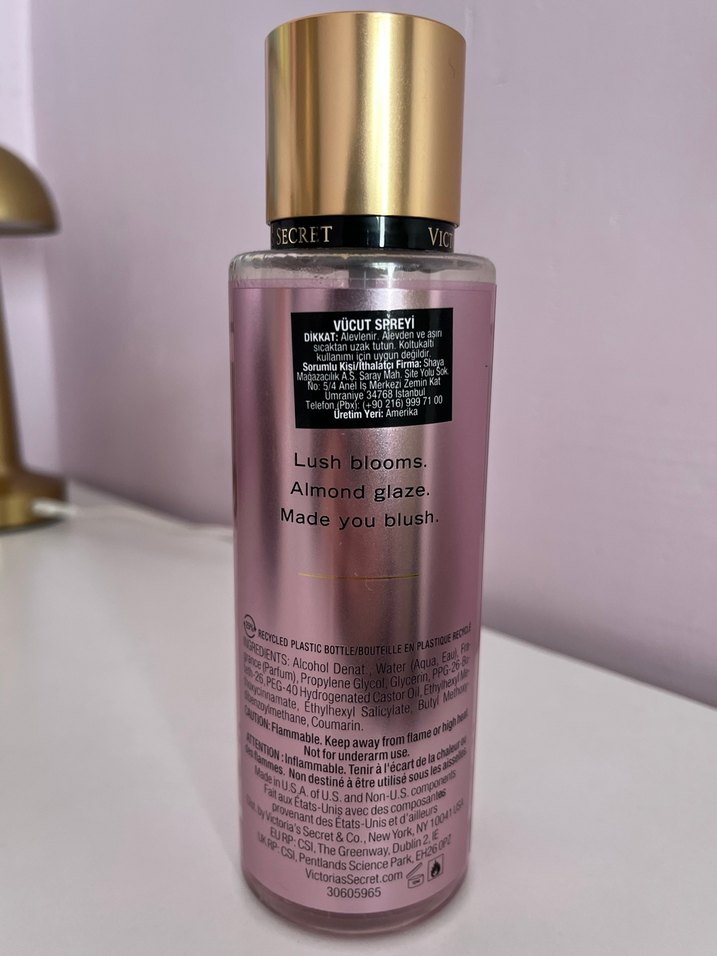 SECRET VICT
VÜCUT SPREYİ
DİKKAT: Alevlenir. Alevden ve aşırı
sıcaktan uzak tutun. Koltukaltı
kullanımı için uygun değildir.
Sorumlu Kişi/İthalatçı Firma: Shaya
Mağazacılık A.Ş. Saray Mah. Site Yolu Sok.
No: 5/4 Anel İş Merkezi Zemin Kat
Ümraniye 34768 İstanbul
Telefon (Pbx): (+90 216) 999 71 00
Üretim Yeri: Amerika
Lush blooms.
Almond glaze.
Made you blush.
RECYCLED PLASTIC BOTTLE/BOUTEILLE EN PLASTIQUE RECYCLÉ
INGREDIENTS: Alcohol Denat., Water (Aqua, Eau), Fra-
grance (Parfum), Propylene Glycol, Glycerin, PPG-26-Bu-
teth-26, PEG-40 Hydrogenated Castor Oil, Ethylhexyl Me-
thoxycinnamate, Ethylhexyl Salicylate, Butyl Methoxy-
dibenzoylmethane, Coumarin.
CAUTION: Flammable. Keep away from flame or high heat.
Not for underarm use.
ATTENTION : Inflammable. Tenir à l'écart de la chaleur ou
des flammes. Non destiné à être utilisé sous les aisselles.
Made in U.S.A. of U.S. and Non-U.S. components
Fait aux États-Unis avec des composantes
provenant des États-Unis et d'ailleurs
Dist. by Victoria's Secret & Co., New York, NY 10041 USA
EU RP: CSI, The Greenway, Dublin 2, IE
UK RP: CSI, Pentlands Science Park, EH26 0PZ
VictoriasSecret.com
30605965